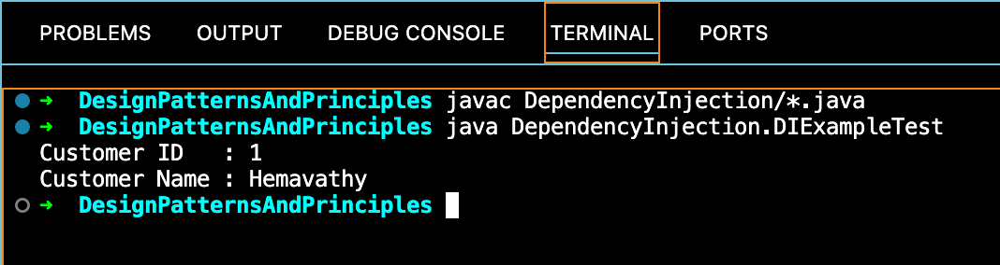 PROBLEMS OUTPUT DEBUG CONSOLE TERMINAL PORTS
➜ DesignPatternsAndPrinciples javac DependencyInjection/*.java
➜ DesignPatternsAndPrinciples java DependencyInjection.DIExampleTest
Customer ID   : 1
Customer Name : Hemavathy
➜ DesignPatternsAndPrinciples